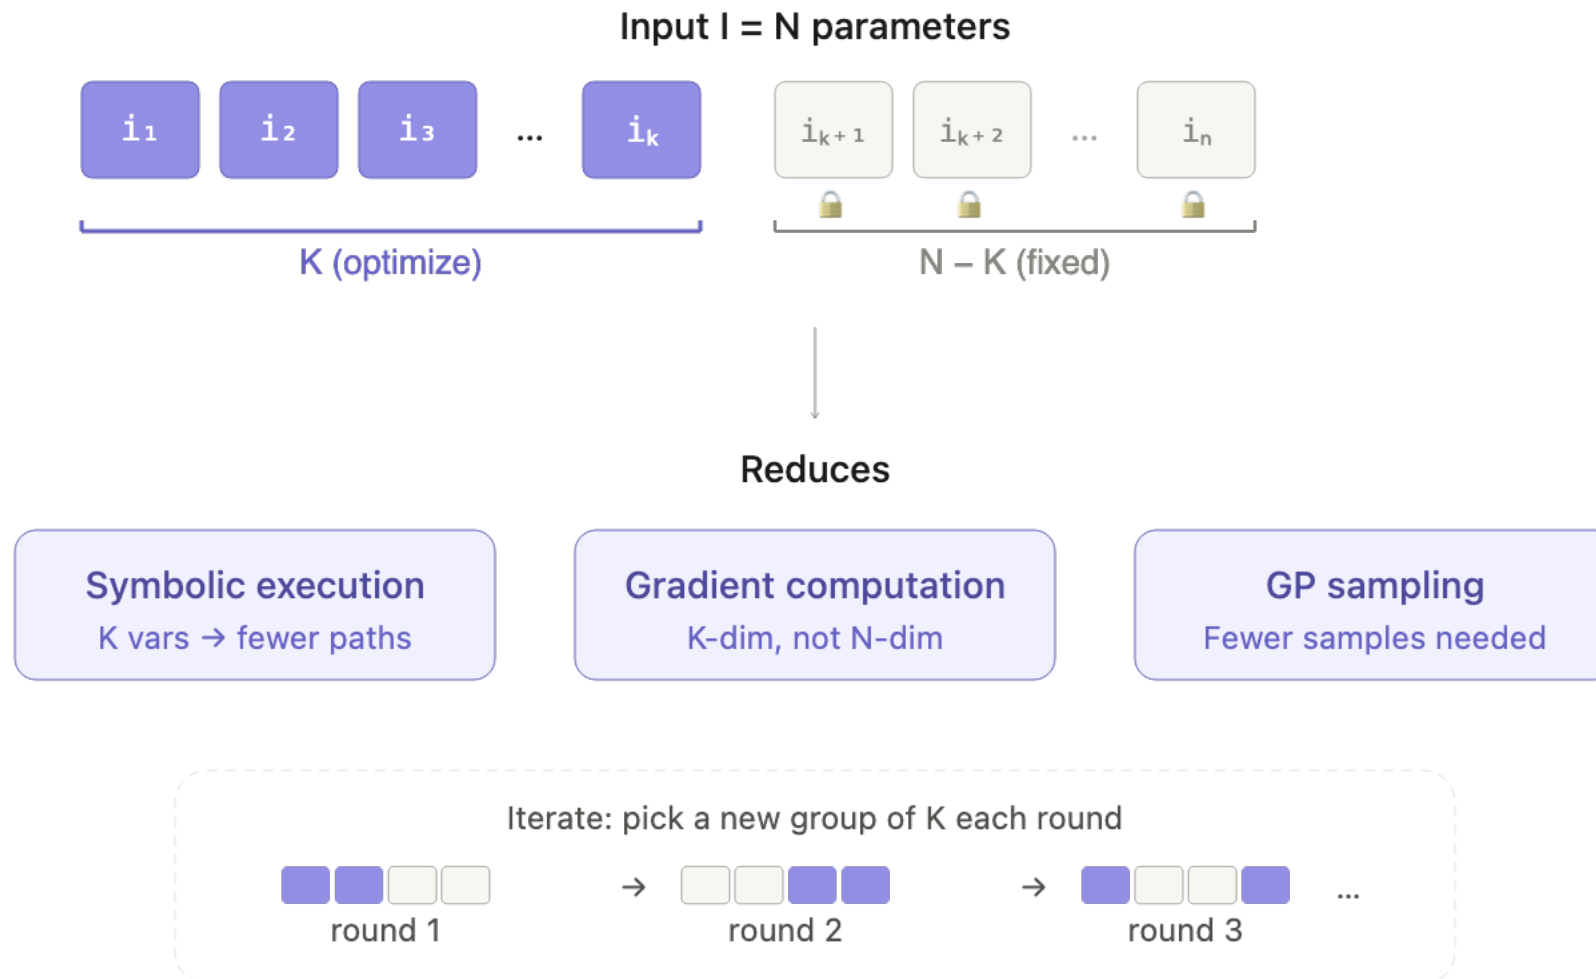 Input I = N parameters
i₁ i₂ i₃ ... iₖ iₖ₊₁ iₖ₊₂ ... iₙ
K (optimize) N – K (fixed)
Reduces
Symbolic execution Gradient computation GP sampling
K vars → fewer paths K-dim, not N-dim Fewer samples needed
Iterate: pick a new group of K each round
→ → ...
round 1 round 2 round 3